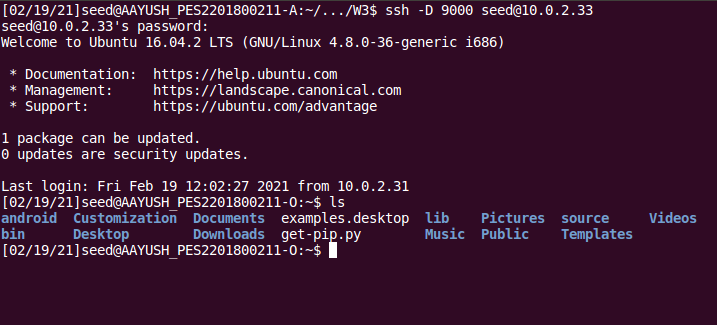 [02/19/21]seed@AAYUSH_PES2201800211-A:~/.../W3$ ssh -D 9000 seed@10.0.2.33
seed@10.0.2.33's password:
Welcome to Ubuntu 16.04.2 LTS (GNU/Linux 4.8.0-36-generic i686)

 * Documentation:  https://help.ubuntu.com
 * Management:     https://landscape.canonical.com
 * Support:        https://ubuntu.com/advantage

1 package can be updated.
0 updates are security updates.

Last login: Fri Feb 19 12:02:27 2021 from 10.0.2.31
[02/19/21]seed@AAYUSH_PES2201800211-O:~$ ls
android  Customization  Documents  examples.desktop  lib    Pictures  source     Videos
bin      Desktop        Downloads  get-pip.py        Music  Public    Templates
[02/19/21]seed@AAYUSH_PES2201800211-O:~$